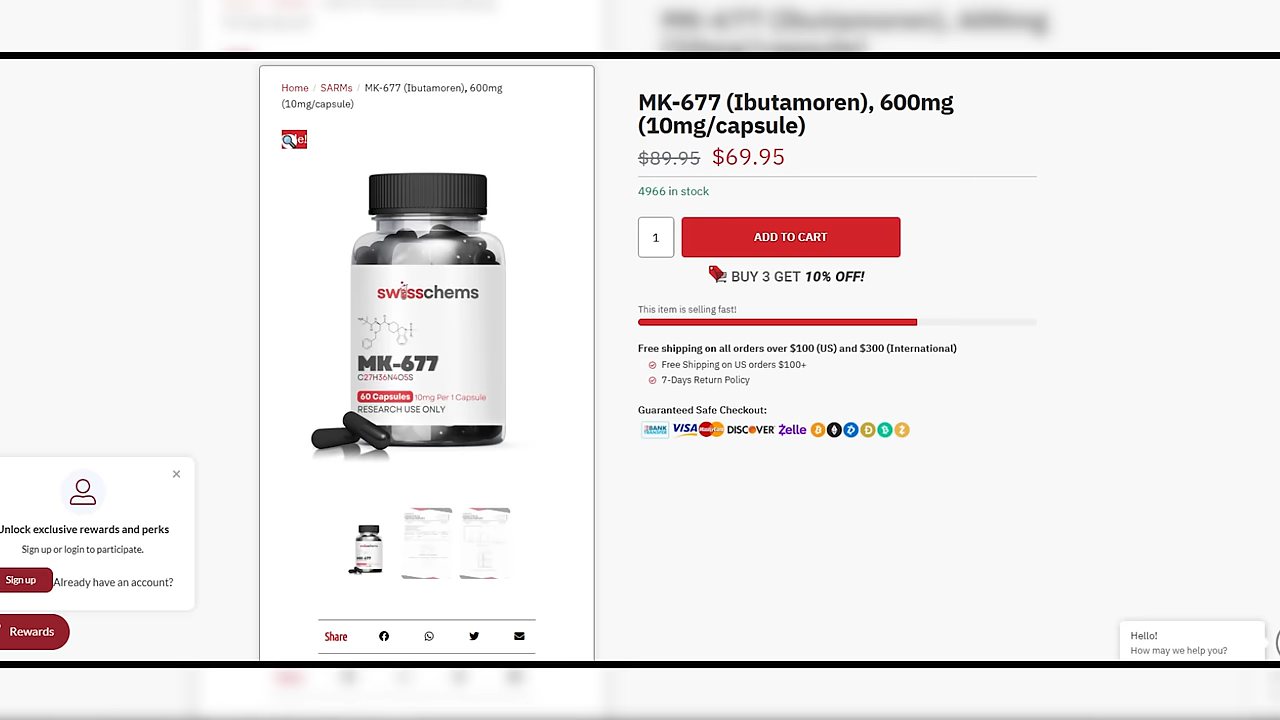 Home / SARMs / MK-677 (Ibutamoren), 600mg
(10mg/capsule)
swisschems
MK-677
C27H36N4O5S
60 Capsules 10mg Per 1 Capsule
RESEARCH USE ONLY
Share
MK-677 (Ibutamoren), 600mg
(10mg/capsule)
$89.95 $69.95
4966 in stock
1 ADD TO CART
BUY 3 GET 10% OFF!
This item is selling fast!
Free shipping on all orders over $100 (US) and $300 (International)
Free Shipping on US orders $100+
7-Days Return Policy
Guaranteed Safe Checkout:
BANK TRANSFER VISA MasterCard DISCOVER Zelle
Unlock exclusive rewards and perks
Sign up or login to participate.
Sign up Already have an account?
Rewards
Hello!
How may we help you?